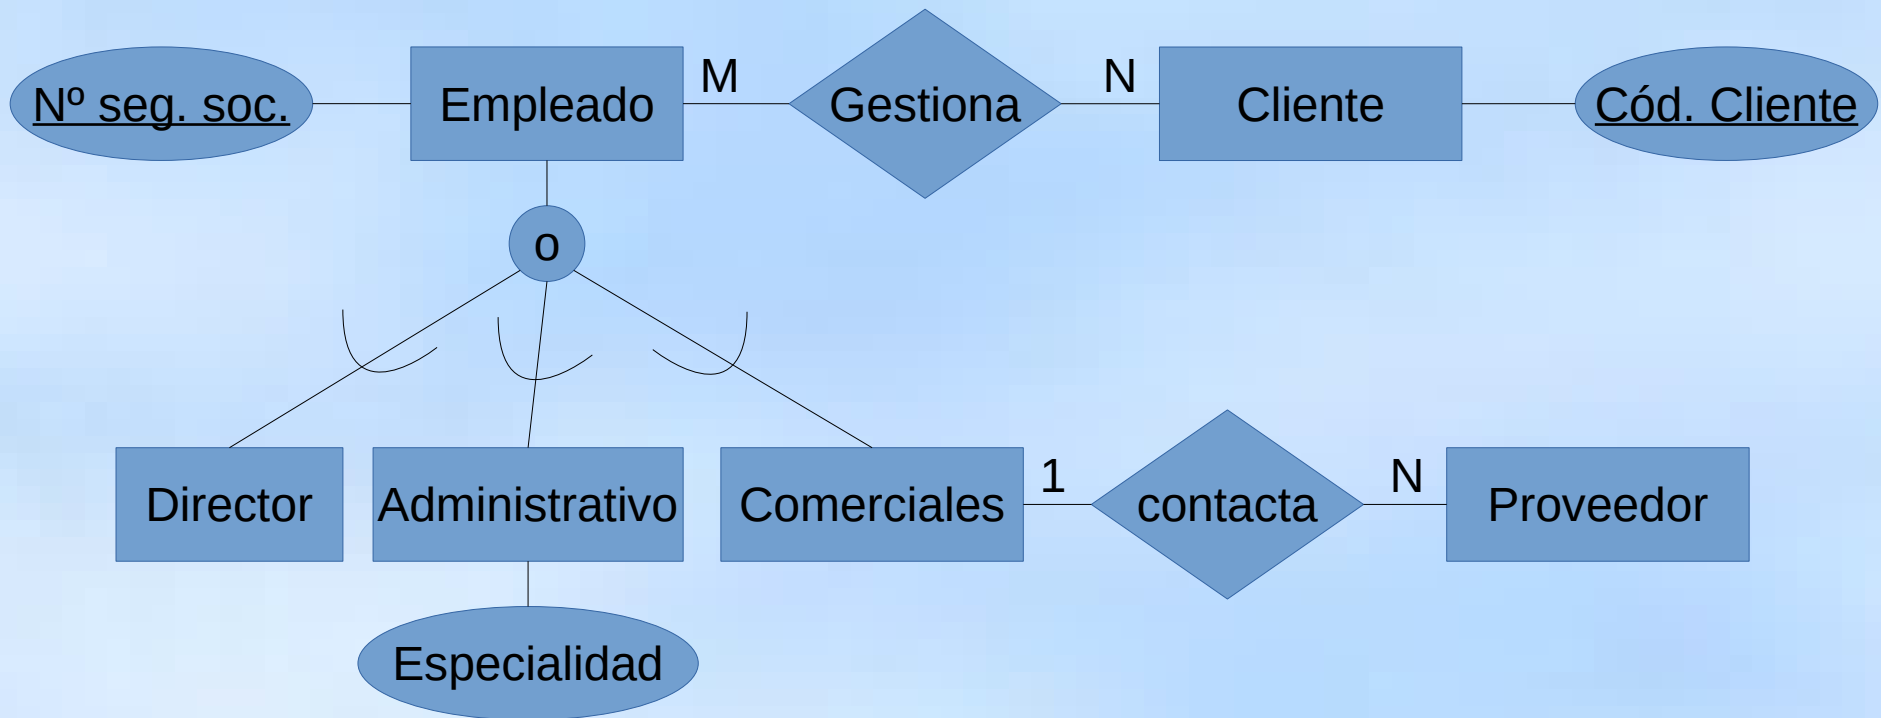 Nº seg. soc.
Empleado
M
Gestiona
N
Cliente
Cód. Cliente
o
Director
Administrativo
Comerciales
1
contacta
N
Proveedor
Especialidad